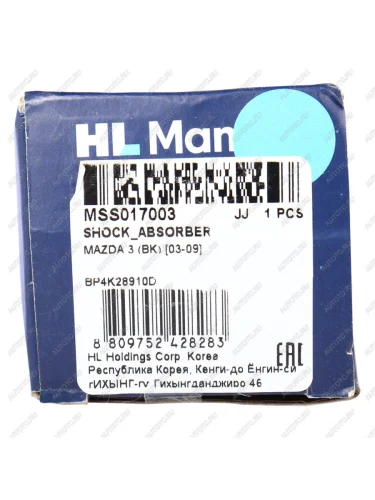 HL Man
MSS017003 JJ 1 PCS
SHOCK_ABSORBER
MAZDA 3 (BK) [03-09]
BP4K28910D
8 809752 428283
HL Holdings Corp. Korea
Республика Корея, Кенги-до Ёнгин-си
гИХЫНГ-гу Гихынгданджиро 46
EAC